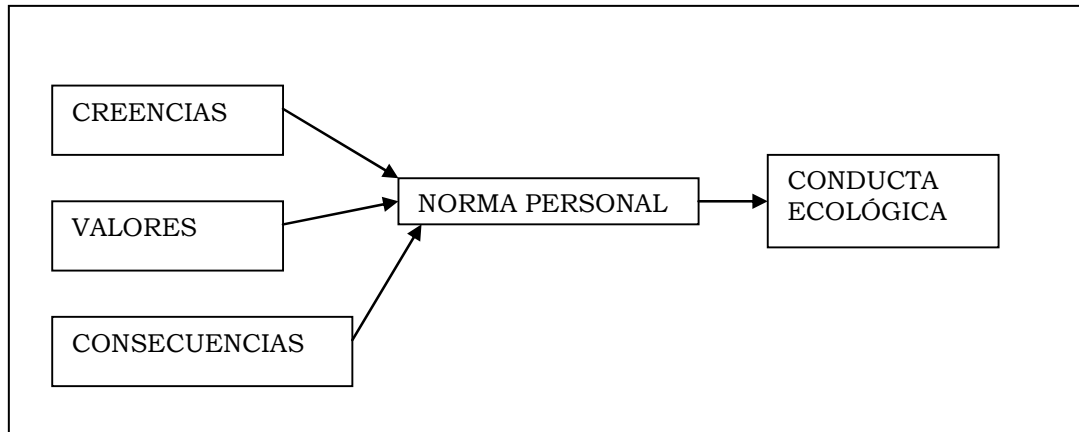 CREENCIAS
VALORES
CONSECUENCIAS
NORMA PERSONAL
CONDUCTA
ECOLÓGICA